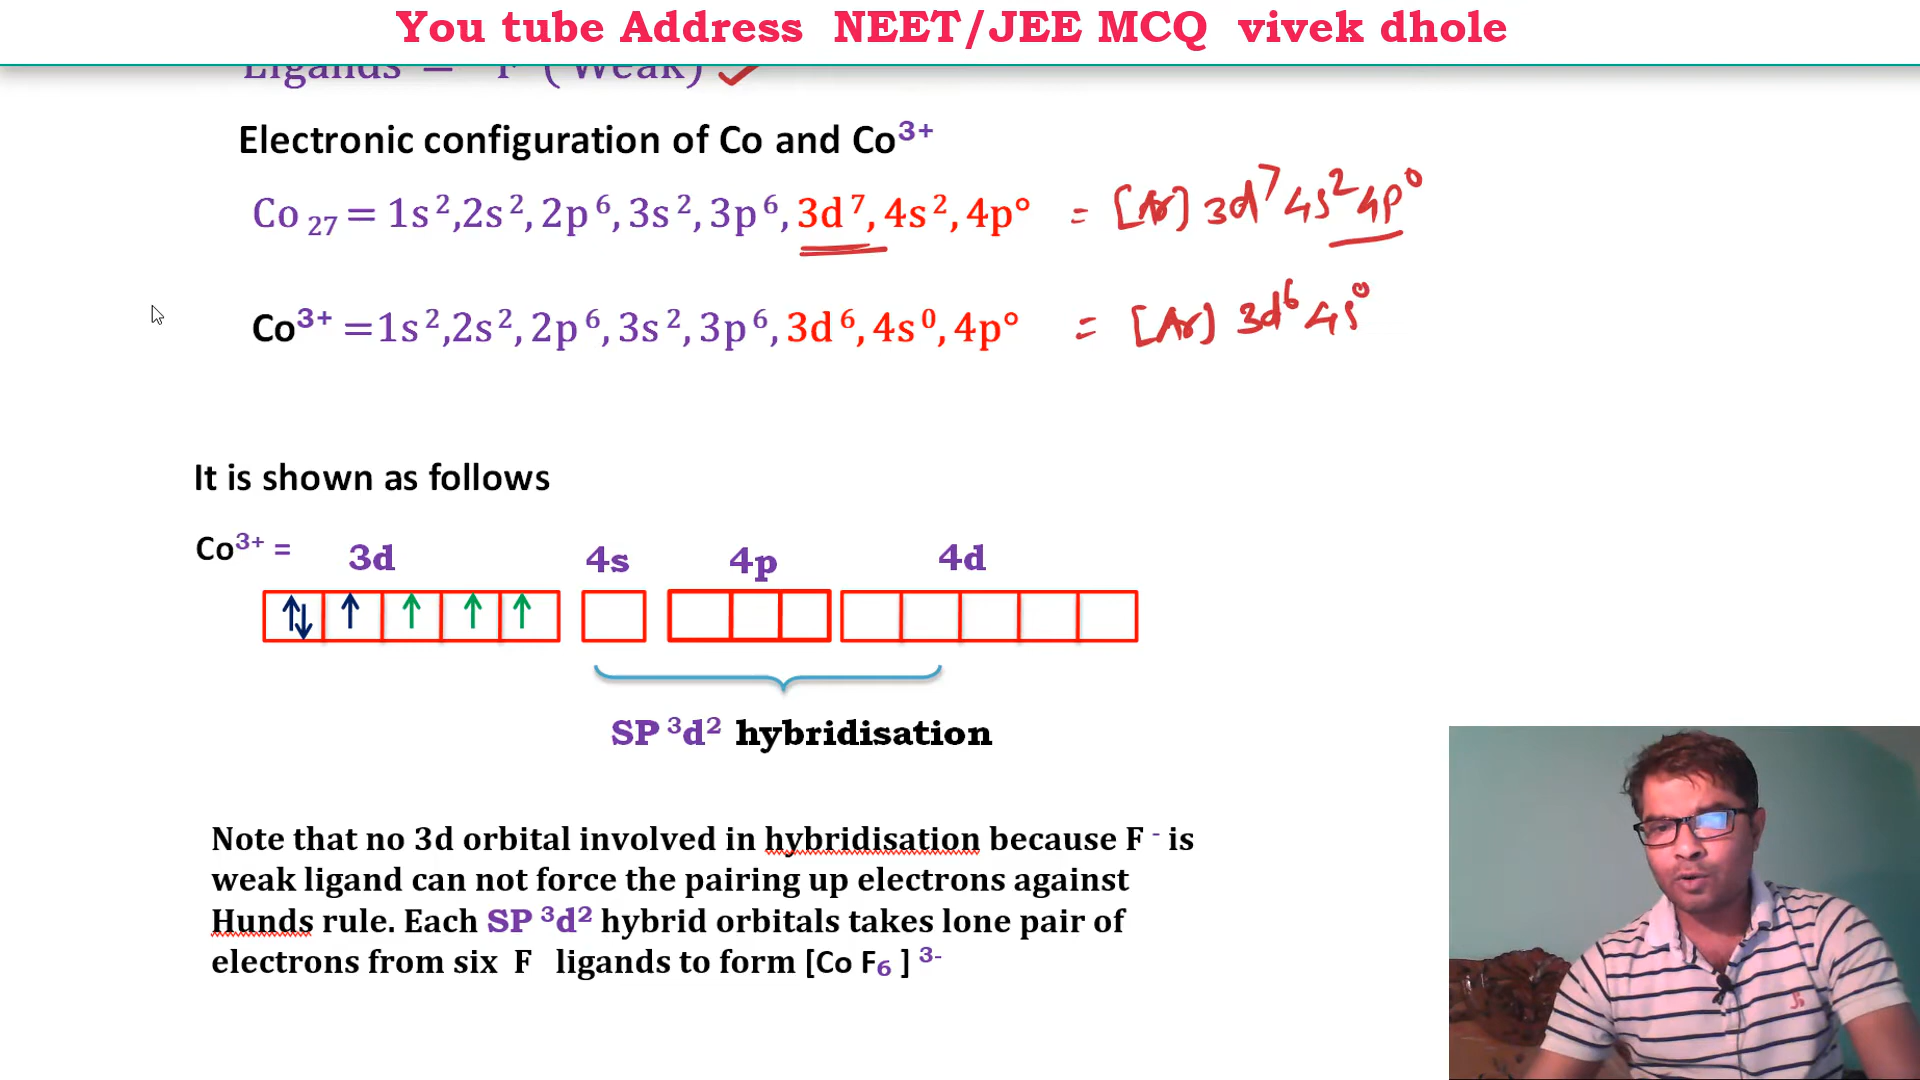 You tube Address NEET/JEE MCQ vivek dhole
Ligands = F (Weak) ✓
Electronic configuration of Co and Co³⁺
Co ₂₇ = 1s²,2s², 2p⁶, 3s², 3p⁶, 3d⁷, 4s², 4p° = [Ar] 3d⁷ 4s² 4p⁰
Co³⁺ =1s²,2s², 2p⁶, 3s², 3p⁶, 3d⁶, 4s⁰, 4p° = [Ar] 3d⁶ 4s⁰
It is shown as follows
Co³⁺ = 3d 4s 4p 4d
↑↓ ↑ ↑ ↑ ↑
SP³d² hybridisation
Note that no 3d orbital involved in hybridisation because F ⁻ is
weak ligand can not force the pairing up electrons against
Hunds rule. Each SP³d² hybrid orbitals takes lone pair of
electrons from six F ligands to form [Co F₆ ] ³⁻